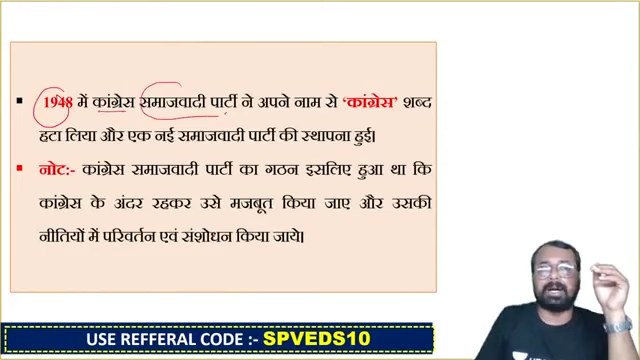 ▪ 1948 में कांग्रेस समाजवादी पार्टी ने अपने नाम से ‘कांग्रेस’ शब्द
हटा लिया और एक नई समाजवादी पार्टी की स्थापना हुई।
▪ नोट:- कांग्रेस समाजवादी पार्टी का गठन इसलिए हुआ था कि
कांग्रेस के अंदर रहकर उसे मजबूत किया जाए और उसकी
नीतियों में परिवर्तन एवं संशोधन किया जाये।
USE REFFERAL CODE :- SPVEDS10